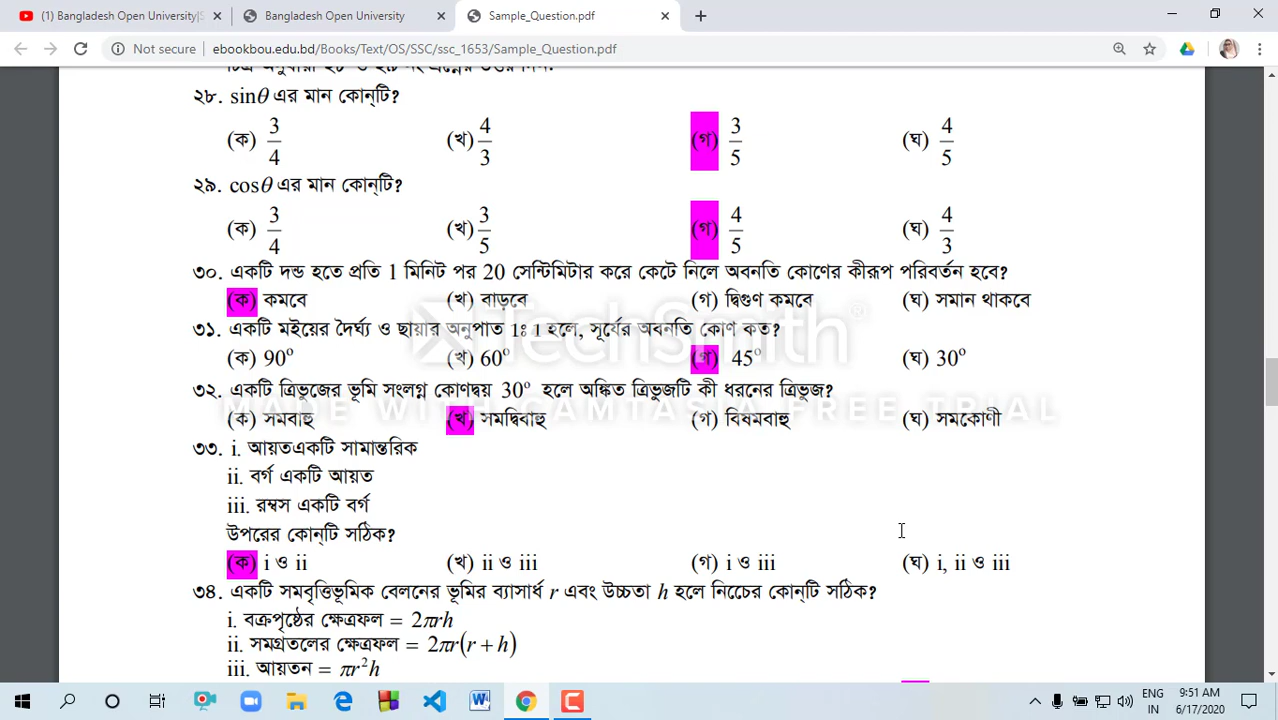 (1) Bangladesh Open University|S
Bangladesh Open University
Sample_Question.pdf
Not secure
ebookbou.edu.bd/Books/Text/OS/SSC/ssc_1653/Sample_Question.pdf
২৮. sinθ এর মান কোন্‌টি?
(ক) 3/4 (খ) 4/3 (গ) 3/5 (ঘ) 4/5
২৯. cosθ এর মান কোন্‌টি?
(ক) 3/4 (খ) 3/5 (গ) 4/5 (ঘ) 4/3
৩০. একটি দন্ড হতে প্রতি 1 মিনিট পর 20 সেন্টিমিটার করে কেটে নিলে অবনতি কোণের কীরূপ পরিবর্তন হবে?
(ক) কমবে (খ) বাড়বে (গ) দ্বিগুণ কমবে (ঘ) সমান থাকবে
TechSmith®
৩১. একটি মইয়ের দৈর্ঘ্য ও ছায়ার অনুপাত 1ঃ 1 হলে, সূর্যের অবনতি কোণ কত?
(ক) 90° (খ) 60° (গ) 45° (ঘ) 30°
৩২. একটি ত্রিভুজের ভূমি সংলগ্ন কোণদ্বয় 30° হলে অঙ্কিত ত্রিভুজটি কী ধরনের ত্রিভুজ?
MADE WITH CAMTASIA FREE TRIAL
(ক) সমবাহু (খ) সমদ্বিবাহু (গ) বিষমবাহু (ঘ) সমকোণী
৩৩. i. আয়তএকটি সামান্তরিক
ii. বর্গ একটি আয়ত
iii. রম্বস একটি বর্গ
উপরের কোন্‌টি সঠিক?
(ক) i ও ii (খ) ii ও iii (গ) i ও iii (ঘ) i, ii ও iii
৩৪. একটি সমবৃত্তিভূমিক বেলনের ভূমির ব্যাসার্ধ r এবং উচ্চতা h হলে নিচের কোন্‌টি সঠিক?
i. বক্রপৃষ্ঠের ক্ষেত্রফল = 2πrh
ii. সমগ্রতলের ক্ষেত্রফল = 2πr(r + h)
iii. আয়তন = πr²h
ENG
IN
9:51 AM
6/17/2020